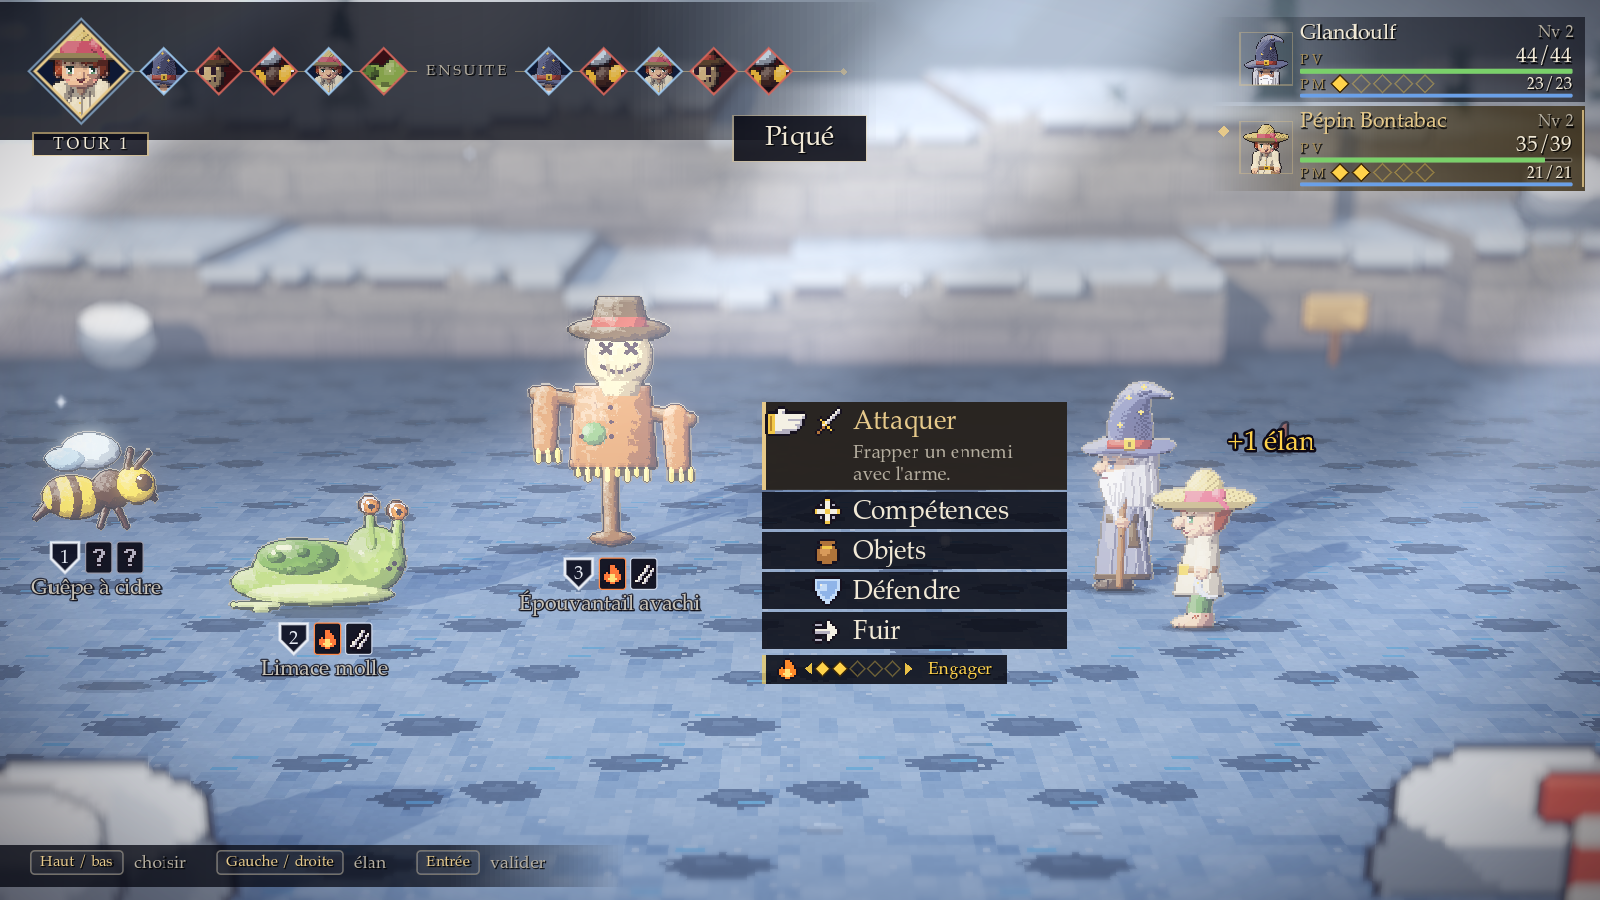 ENSUITE
TOUR 1
Piqué
Glandoulf Nv 2
PV 44/44
PM 23/23
Pépin Bontabac Nv 2
PV 35/39
PM 21/21
+1 élan
Attaquer
Frapper un ennemi
avec l'arme.
Compétences
Objets
Défendre
Fuir
Engager
1 ? ?
Guêpe à cidre
3
Épouvantail avachi
2
Limace molle
Haut / bas choisir Gauche / droite élan Entrée valider